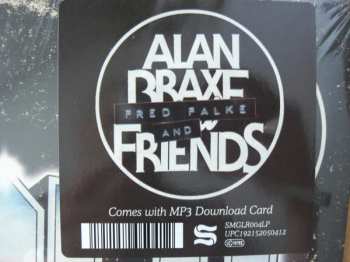 ALAN
BRAXE
FRED FALKE
AND
FRIENDS
Comes with MP3 Download Card
S
SMGLR004LP
UPC192152050412